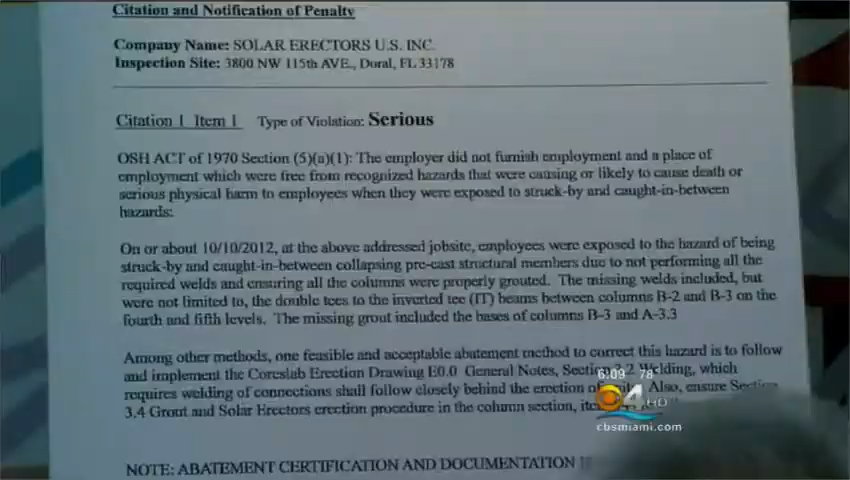 Citation and Notification of Penalty
Company Name: SOLAR ERECTORS U.S. INC.
Inspection Site: 3800 NW 115th AVE., Doral, FL 33178
Citation 1 Item 1 Type of Violation: Serious
OSH ACT of 1970 Section (5)(a)(1): The employer did not furnish employment and a place of
employment which were free from recognized hazards that were causing or likely to cause death or
serious physical harm to employees when they were exposed to struck-by and caught-in-between
hazards:
On or about 10/10/2012, at the above addressed jobsite, employees were exposed to the hazard of being
struck-by and caught-in-between collapsing pre-cast structural members due to not performing all the
required welds and ensuring all the columns were properly grouted. The missing welds included, but
were not limited to, the double tees to the inverted tee (IT) beams between columns B-2 and B-3 on the
fourth and fifth levels. The missing grout included the bases of columns B-3 and A-3.3
Among other methods, one feasible and acceptable abatement method to correct this hazard is to follow
and implement the Coreslab Erection Drawing E0.0 General Notes, Welding, which
requires welding of connections shall follow closely behind the erection of Also, ensure Section
3.4 Grout and Solar Erectors erection procedure in the column section,
NOTE: ABATEMENT CERTIFICATION AND DOCUMENTATION
6:09 78
4 HD
cbsmiami.com